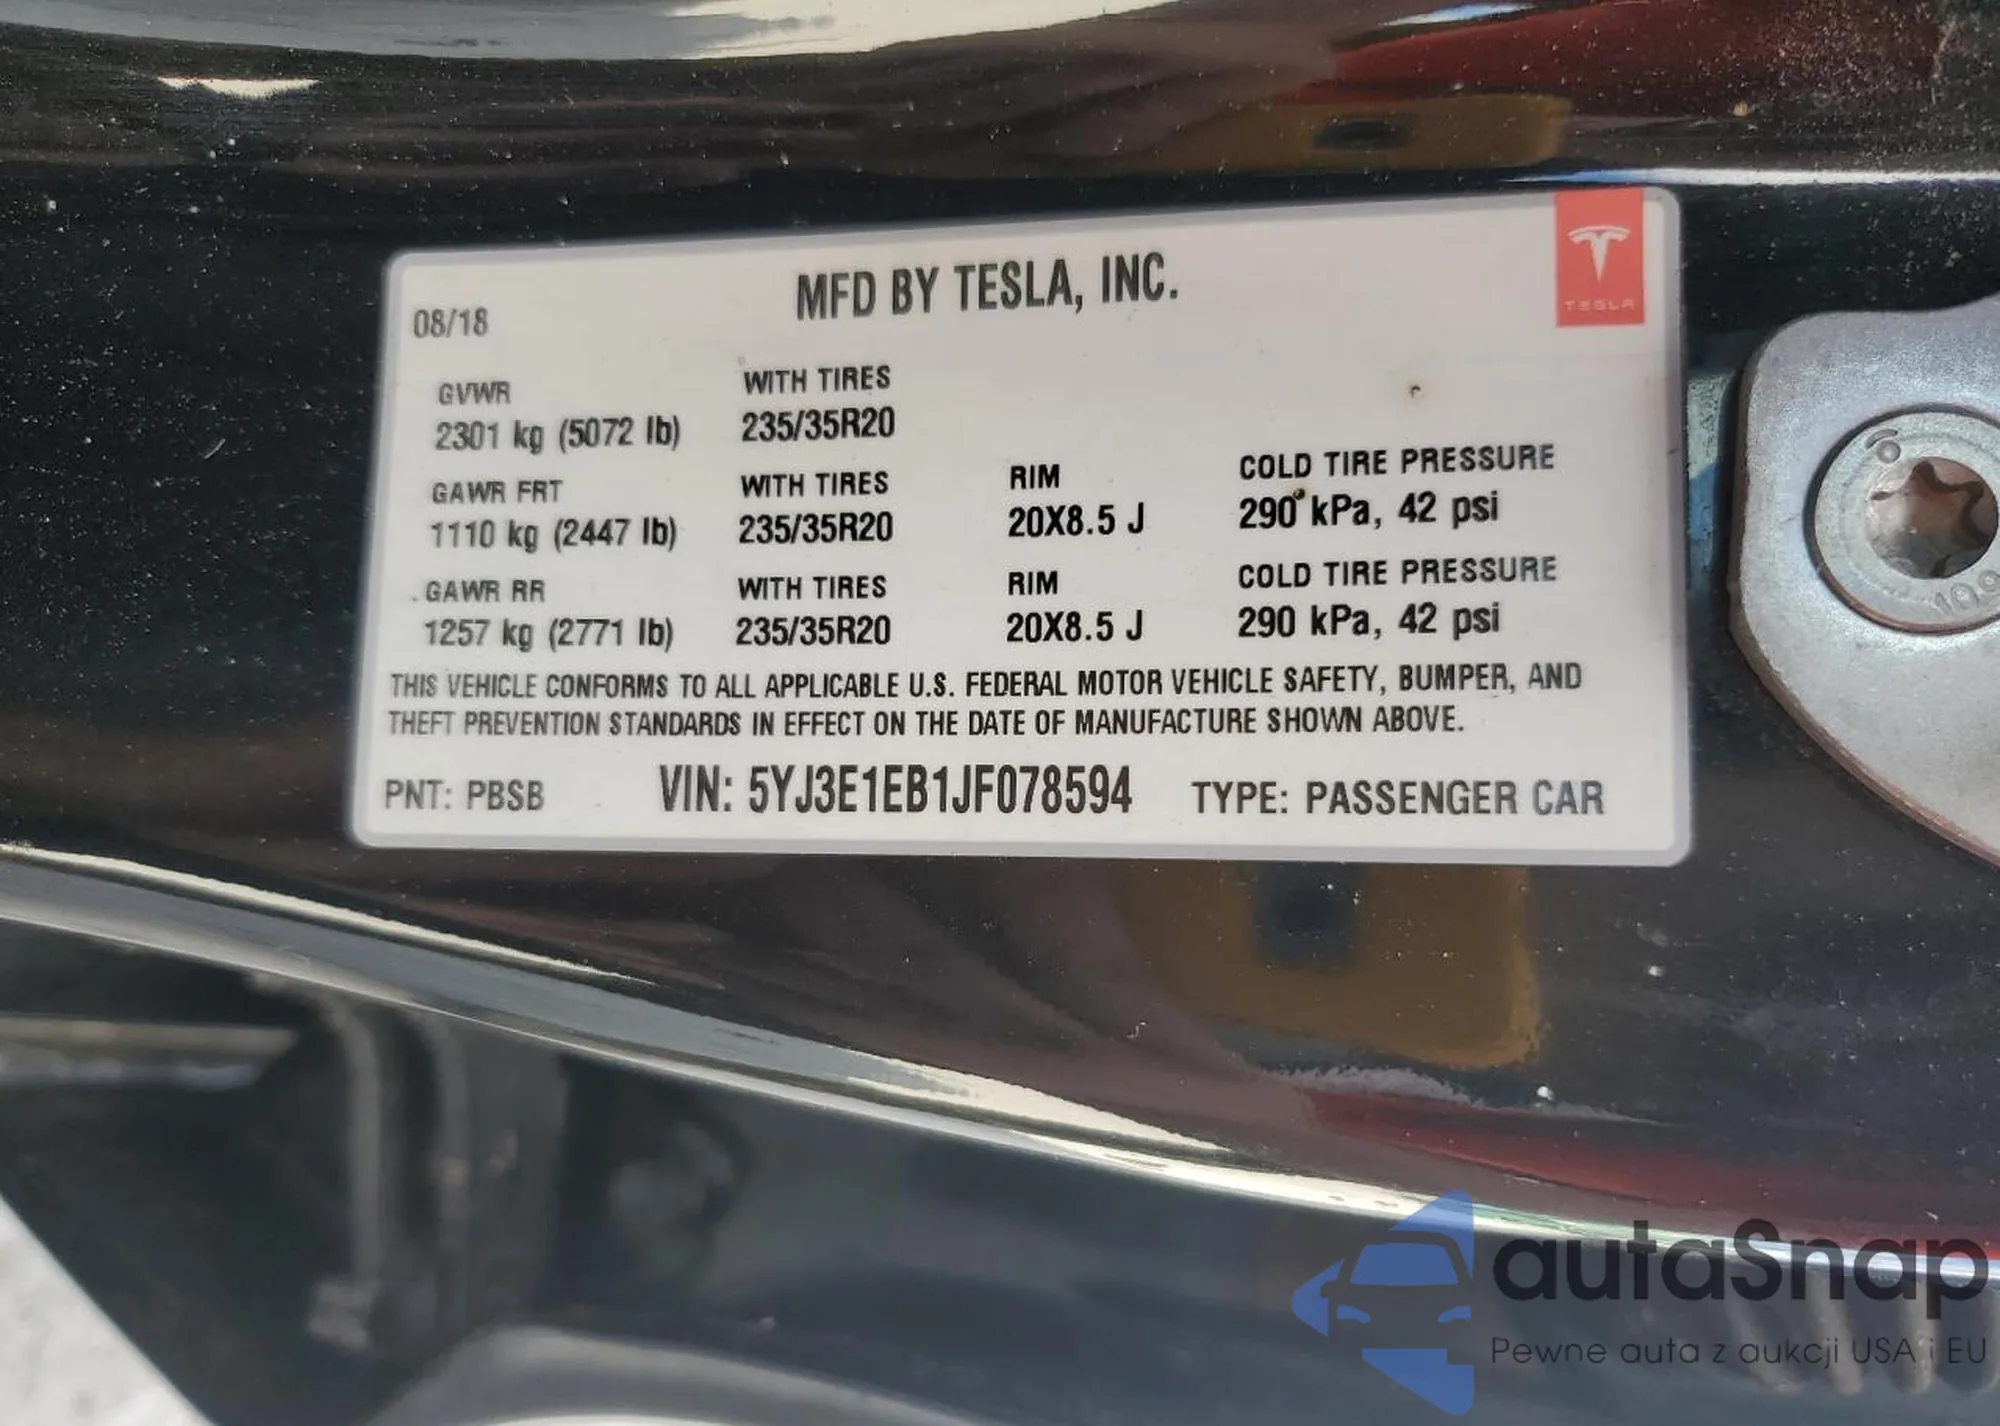 MFD BY TESLA, INC.
TESLA
08/18
GVWR WITH TIRES
2301 kg (5072 lb) 235/35R20
GAWR FRT WITH TIRES RIM COLD TIRE PRESSURE
1110 kg (2447 lb) 235/35R20 20X8.5 J 290 kPa, 42 psi
GAWR RR WITH TIRES RIM COLD TIRE PRESSURE
1257 kg (2771 lb) 235/35R20 20X8.5 J 290 kPa, 42 psi
THIS VEHICLE CONFORMS TO ALL APPLICABLE U.S. FEDERAL MOTOR VEHICLE SAFETY, BUMPER, AND
THEFT PREVENTION STANDARDS IN EFFECT ON THE DATE OF MANUFACTURE SHOWN ABOVE.
PNT: PBSB VIN: 5YJ3E1EB1JF078594 TYPE: PASSENGER CAR
autaSnap
Pewne auta z aukcji USA i EU